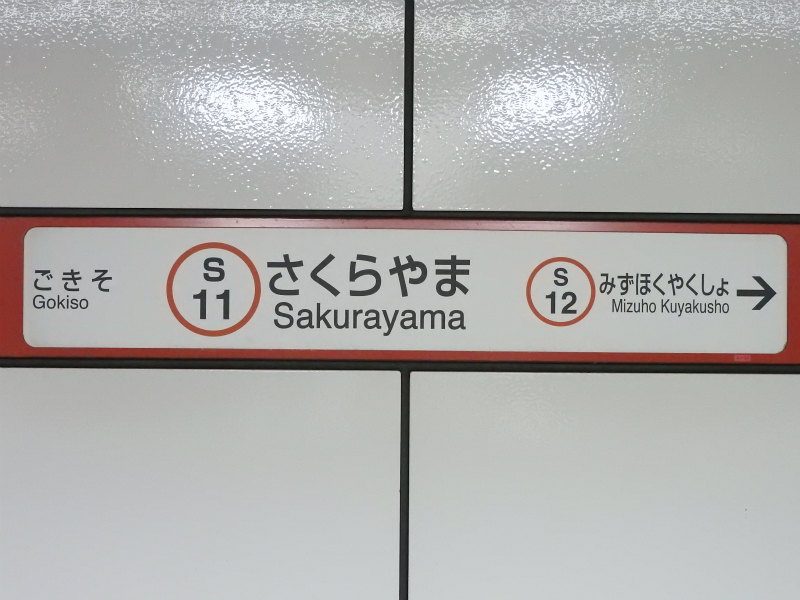 ごきそ
Gokiso
S
11
さくらやま
Sakurayama
S
12
みずほくやくしょ
Mizuho Kuyakusho